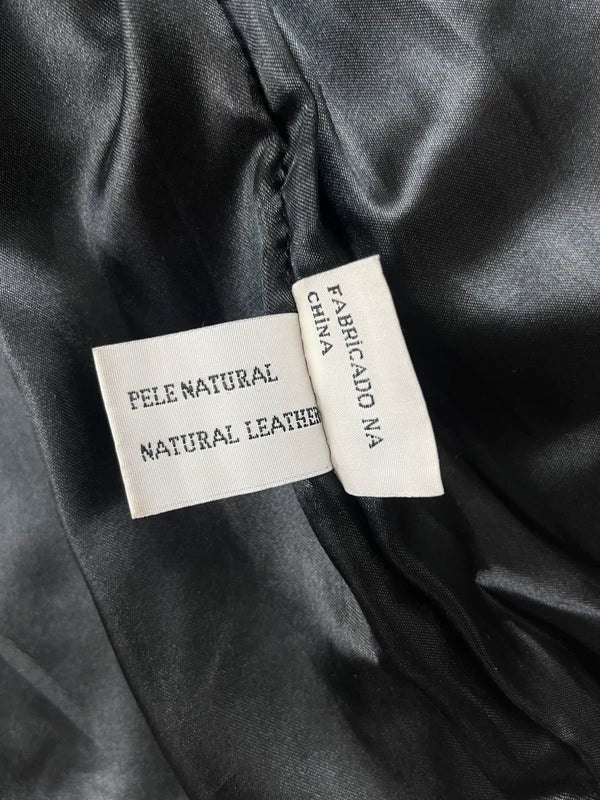 PELE NATURAL
NATURAL LEATHER
FABRiCADO NA
CHiNA